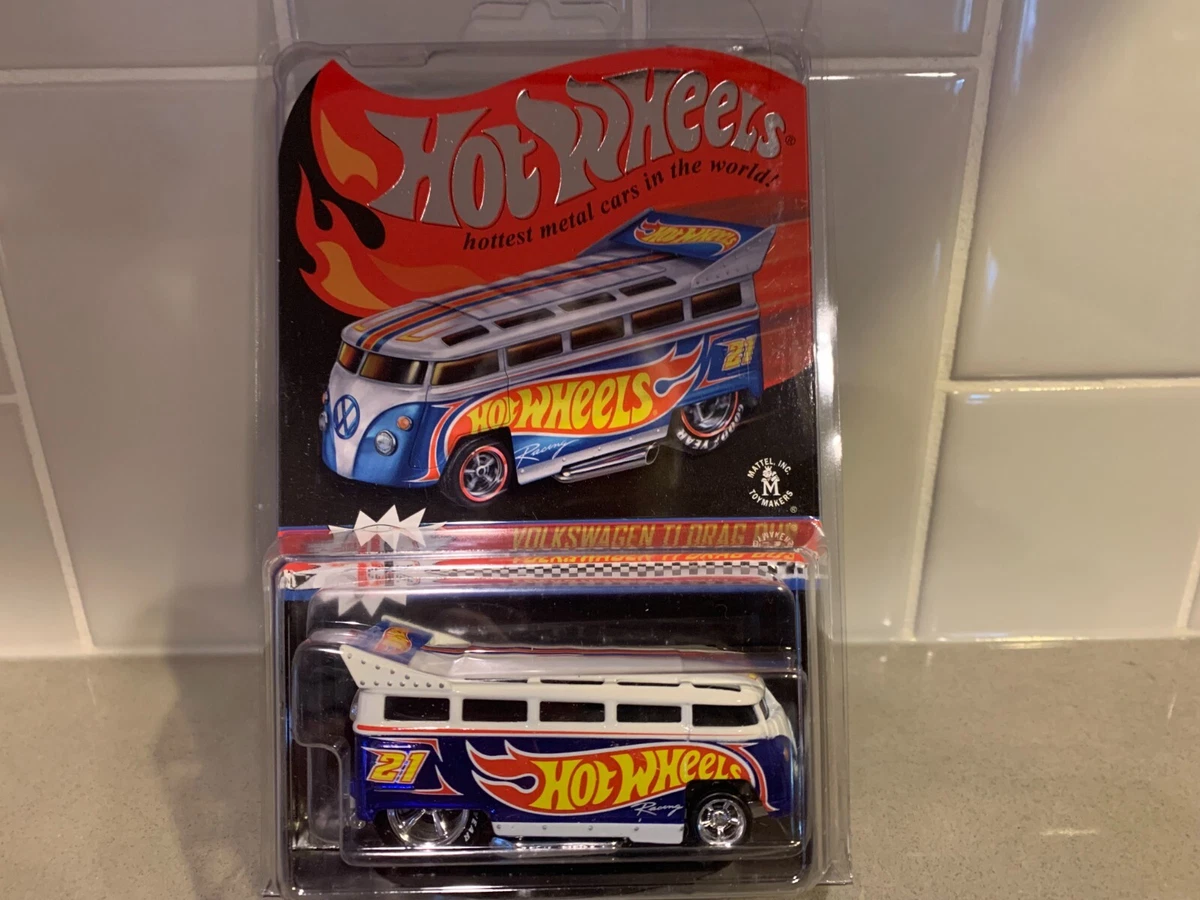 Hot Wheels®
hottest metal cars in the world!
Hot Wheels
21
Hot Wheels
Racing
GOODYEAR
MATTEL, INC.
M
TOYMAKERS
®
VOLKSWAGEN T1 DRAG BUS
21
Hot Wheels
Racing